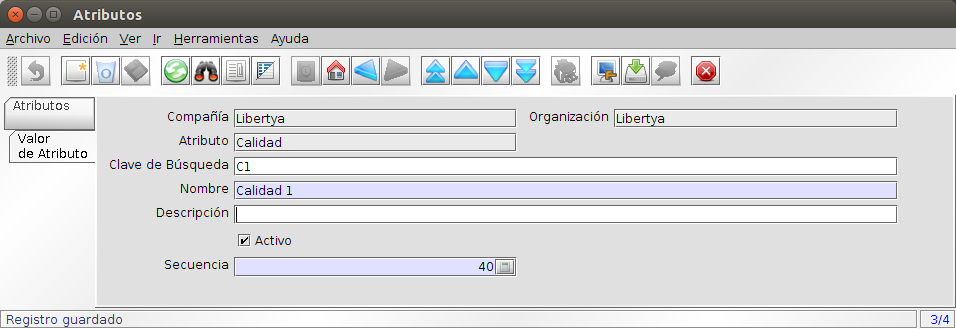 Atributos
Archivo Edición Ver Ir Herramientas Ayuda
Atributos
Valor
de Atributo
Compañía Libertya Organización Libertya
Atributo Calidad
Clave de Búsqueda C1
Nombre Calidad 1
Descripción
Activo
Secuencia 40
Registro guardado 3/4